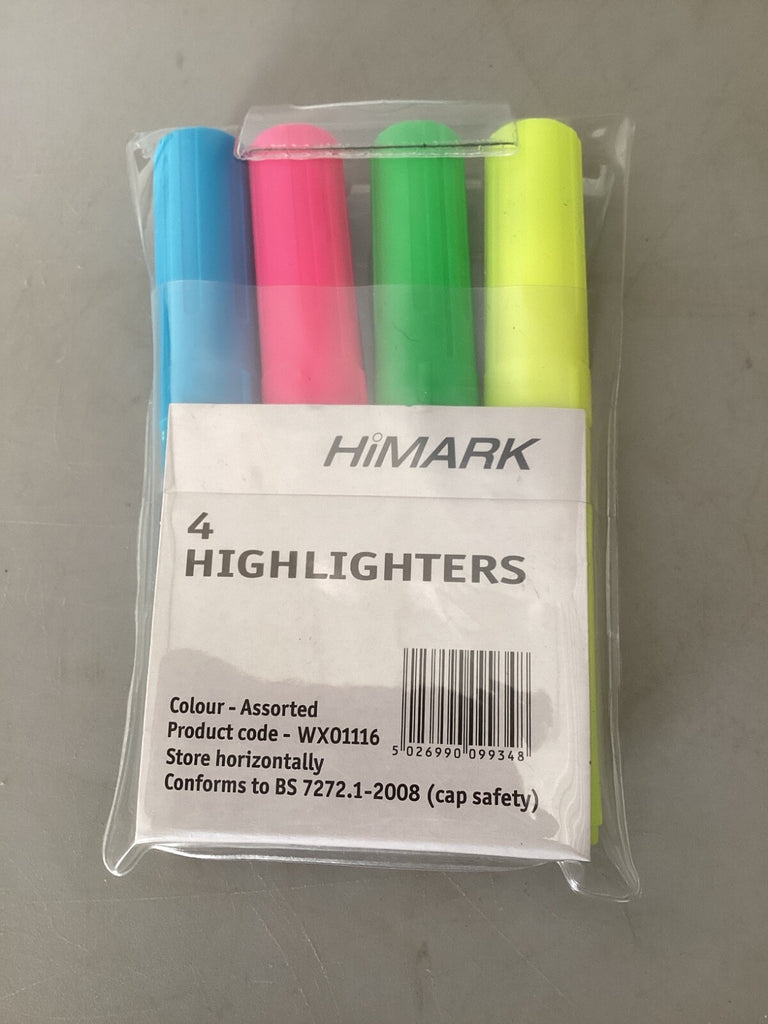 HiMARK
4
HIGHLIGHTERS
Colour - Assorted
Product code - WX01116
Store horizontally
Conforms to BS 7272.1-2008 (cap safety)
5 026990 099348